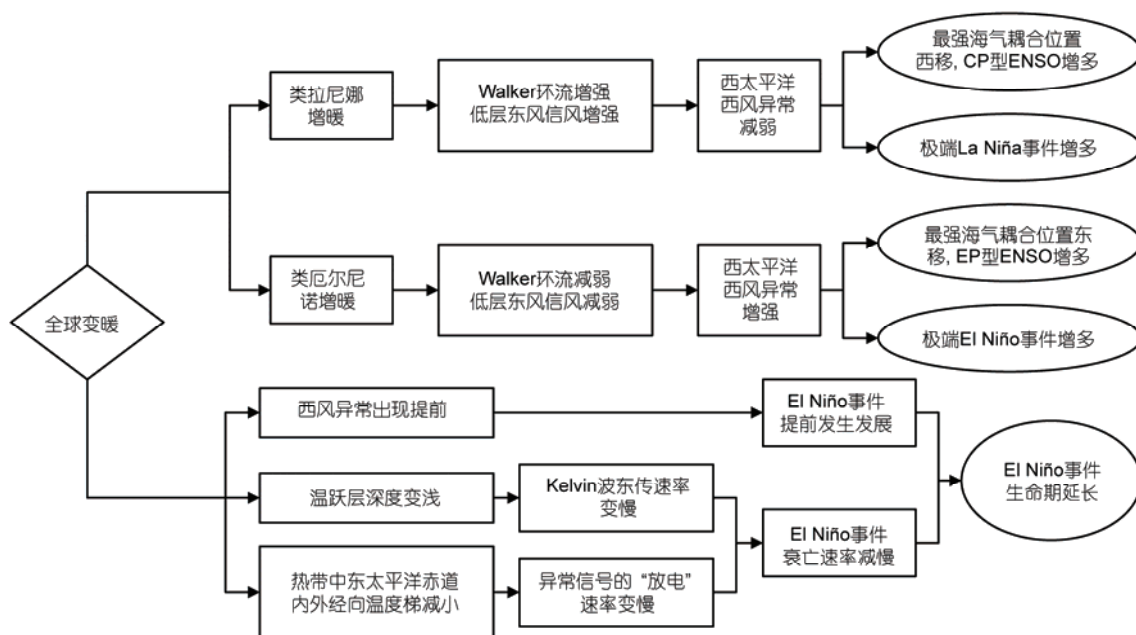 最强海气耦合位置
西移, CP型ENSO增多
类拉尼娜
增暖
Walker环流增强
低层东风信风增强
西太平洋
西风异常
减弱
极端La Niña事件增多
最强海气耦合位置东
移, EP型ENSO增多
类厄尔尼
诺增暖
Walker环流减弱
低层东风信风减弱
西太平洋
西风异常
增强
极端El Niño事件增多
全球变暖
西风异常出现提前
El Niño事件
提前发生发展
温跃层深度变浅
Kelvin波东传速率
变慢
El Niño事件
生命期延长
El Niño事件
衰亡速率减慢
热带中东太平洋赤道
内外经向温度梯减小
异常信号的 “放电”
速率变慢